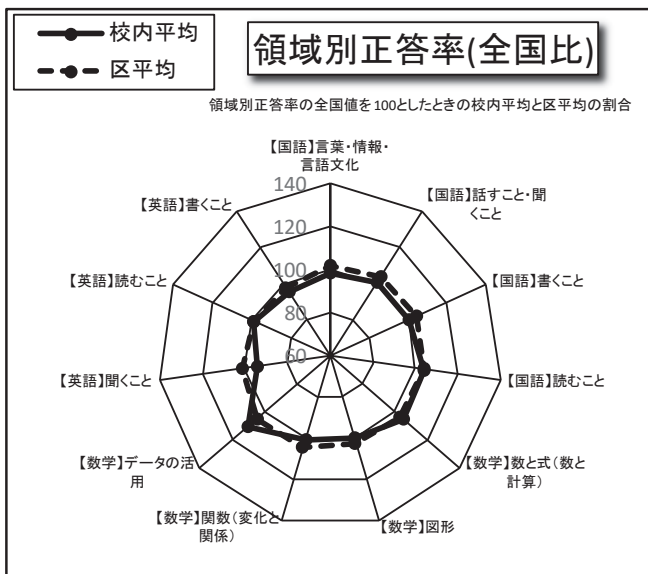 校内平均
区平均
領域別正答率(全国比)
領域別正答率の全国値を100としたときの校内平均と区平均の割合
【国語】言葉・情報・
言語文化
【国語】話すこと・聞
くこと
【国語】書くこと
【国語】読むこと
【数学】数と式(数と
計算)
【数学】図形
【数学】関数(変化と
関係)
【数学】データの活
用
【英語】聞くこと
【英語】読むこと
【英語】書くこと
140
120
100
80
60